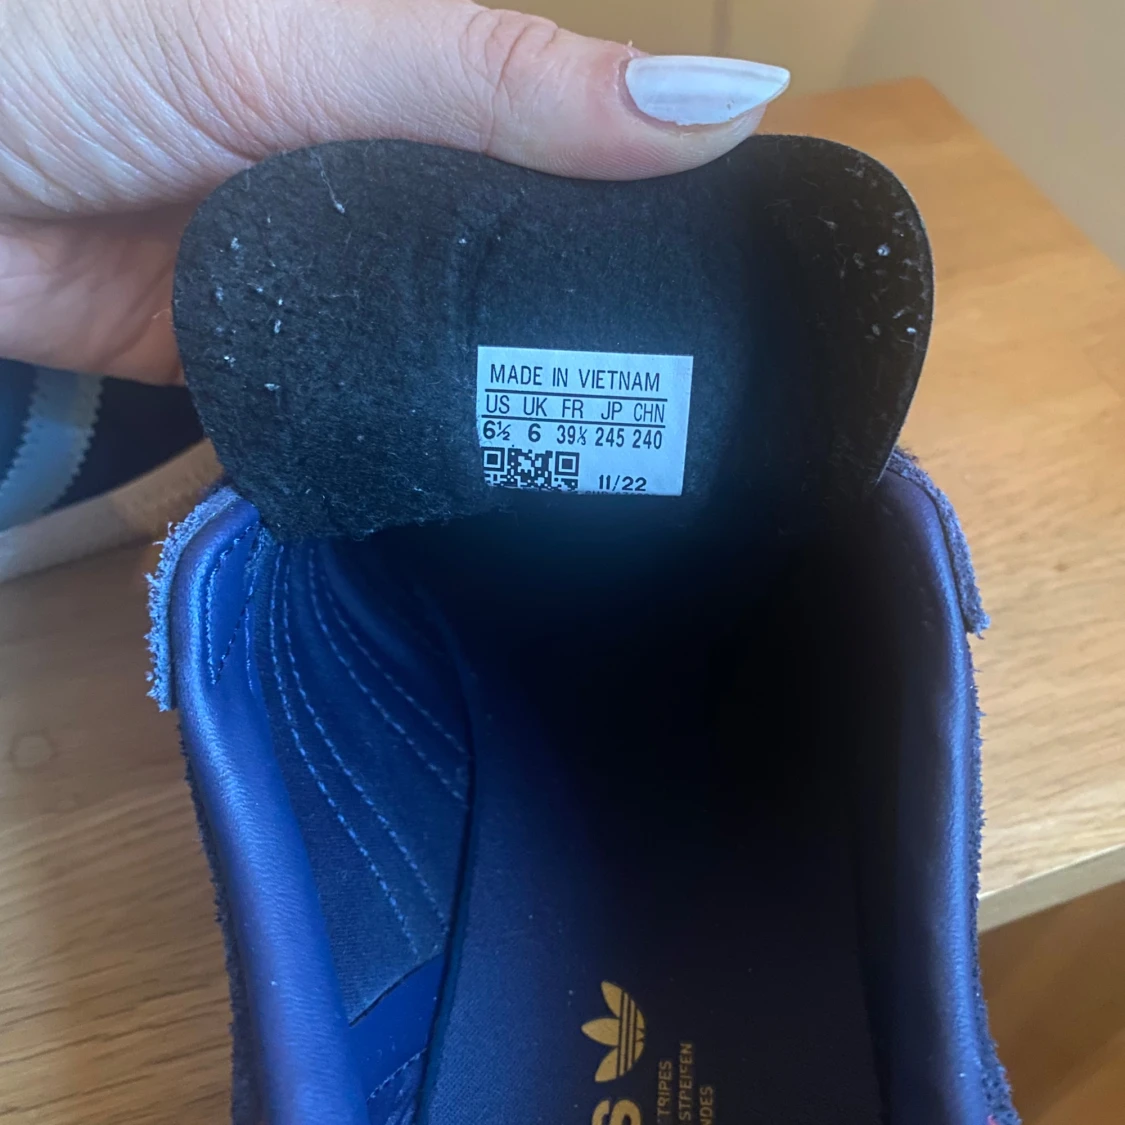 MADE IN VIETNAM
US UK FR JP CHN
6½ 6 39⅓ 245 240
11/22